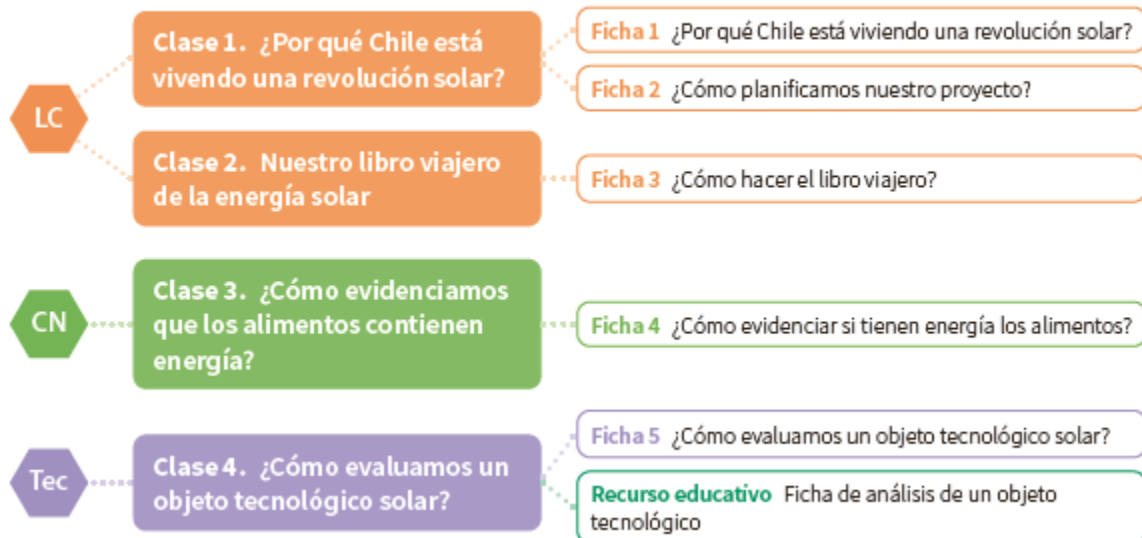 LC
Clase 1. ¿Por qué Chile está
vivendo una revolución solar?
Ficha 1 ¿Por qué Chile está viviendo una revolución solar?
Ficha 2 ¿Cómo planificamos nuestro proyecto?
Clase 2. Nuestro libro viajero
de la energía solar
Ficha 3 ¿Cómo hacer el libro viajero?
CN
Clase 3. ¿Cómo evidenciamos
que los alimentos contienen
energía?
Ficha 4 ¿Cómo evidenciar si tienen energía los alimentos?
Tec
Clase 4. ¿Cómo evaluamos un
objeto tecnológico solar?
Ficha 5 ¿Cómo evaluamos un objeto tecnológico solar?
Recurso educativo Ficha de análisis de un objeto
tecnológico